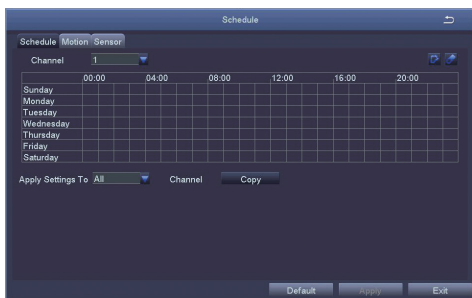 Schedule
Schedule Motion Sensor
Channel 1
00:00 04:00 08:00 12:00 16:00 20:00
Sunday
Monday
Tuesday
Wednesday
Thursday
Friday
Saturday
Apply Settings To All Channel Copy
Default Apply Exit